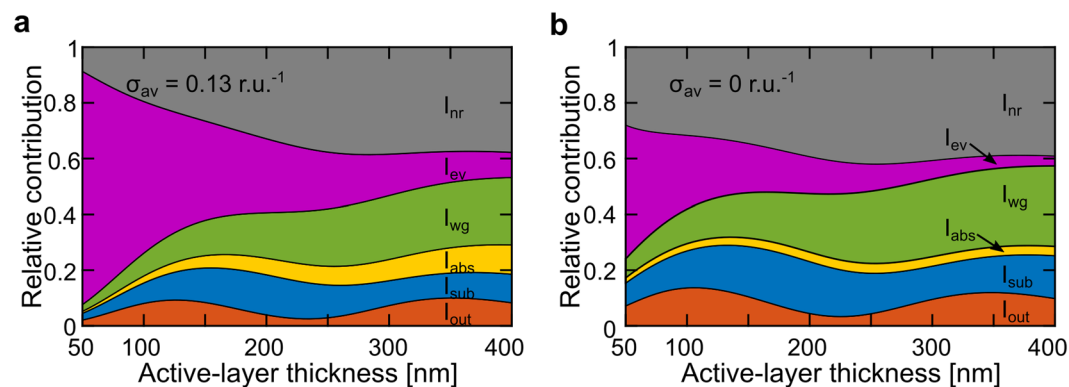 a
σav = 0.13 r.u.-1
Relative contribution
1
0.8
0.6
0.4
0.2
0
Inr
Iev
Iwg
Iabs
Isub
Iout
50
100
200
300
400
Active-layer thickness [nm]
b
σav = 0 r.u.-1
Relative contribution
1
0.8
0.6
0.4
0.2
0
Inr
Iev
Iwg
Iabs
Isub
Iout
50
100
200
300
400
Active-layer thickness [nm]